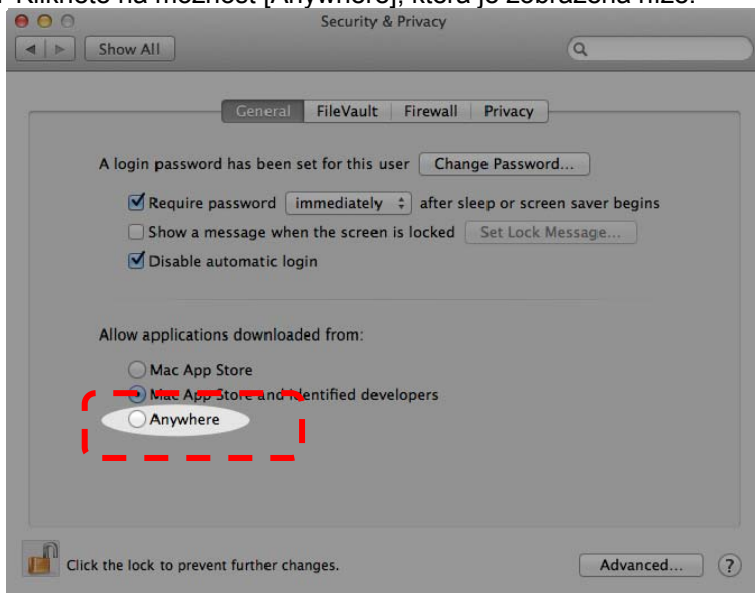 Klikněte na možnost [Anywhere], která je zobrazena níže.
Security & Privacy
Show All
General FileVault Firewall Privacy
A login password has been set for this user Change Password...
Require password immediately after sleep or screen saver begins
Show a message when the screen is locked Set Lock Message...
Disable automatic login
Allow applications downloaded from:
Mac App Store
Mac App Store and identified developers
Anywhere
Click the lock to prevent further changes. Advanced... ?